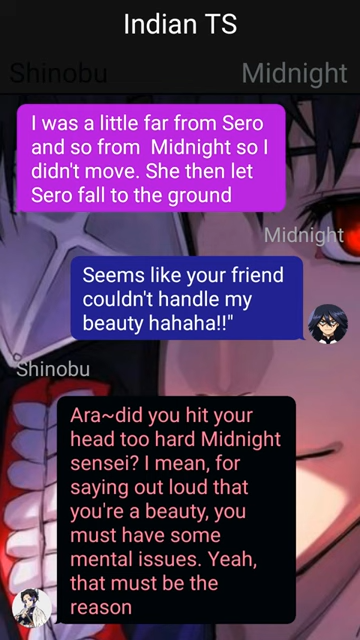 Indian TS
Shinobu
Midnight
I was a little far from Sero
and so from  Midnight so I
didn't move. She then let
Sero fall to the ground
Midnight
Seems like your friend
couldn't handle my
beauty hahaha!!"
Shinobu
Ara~did you hit your
head too hard Midnight
sensei? I mean, for
saying out loud that
you're a beauty, you
must have some
mental issues. Yeah,
that must be the
reason